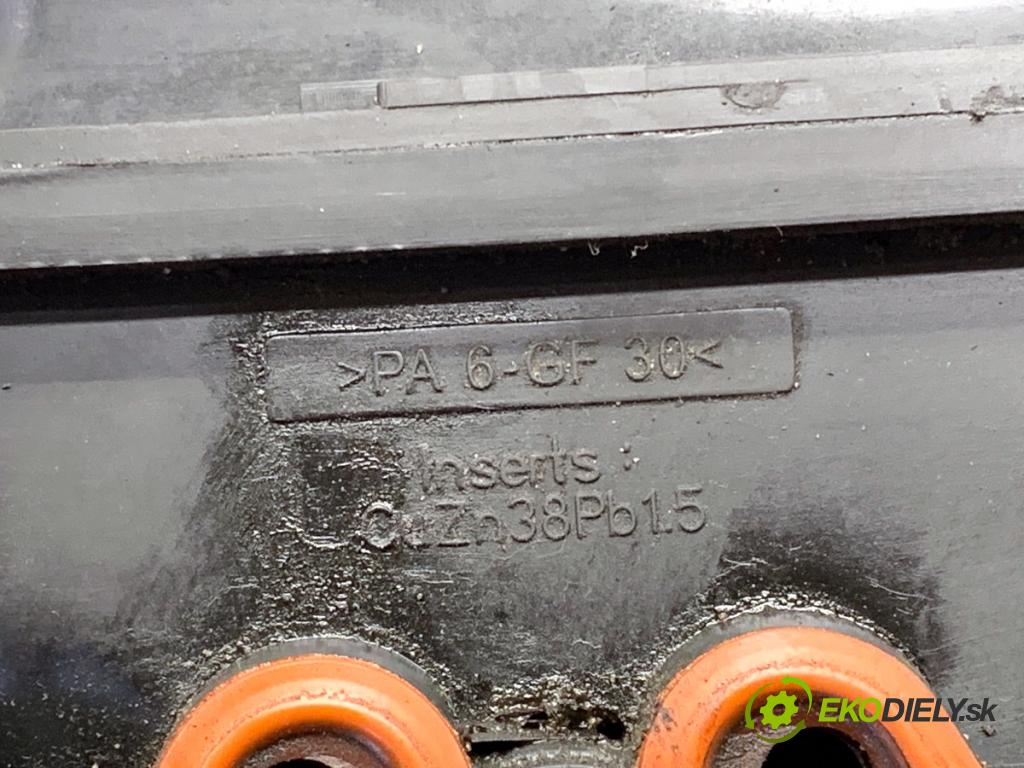 >PA 6-GF 30<
Inserts :
CuZn38Pb1.5
EKODIELY.sk